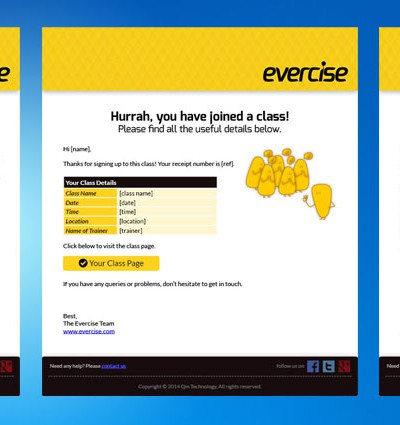 e
evercise
Hurrah, you have joined a class!
Please find all the useful details below.
Hi [name],
Thanks for signing up to this class! Your receipt number is [ref].
Your Class Details
Class Name [class name]
Date [date]
Time [time]
Location [location]
Name of Trainer [trainer]
Click below to visit the class page.
Your Class Page
If you have any queries or problems, don't hesitate to get in touch.
Best,
The Evercise Team
www.evercise.com
Need any help? Please contact us
follow us on
Copyright © 2014 Qin Technology. All rights reserved.
Need